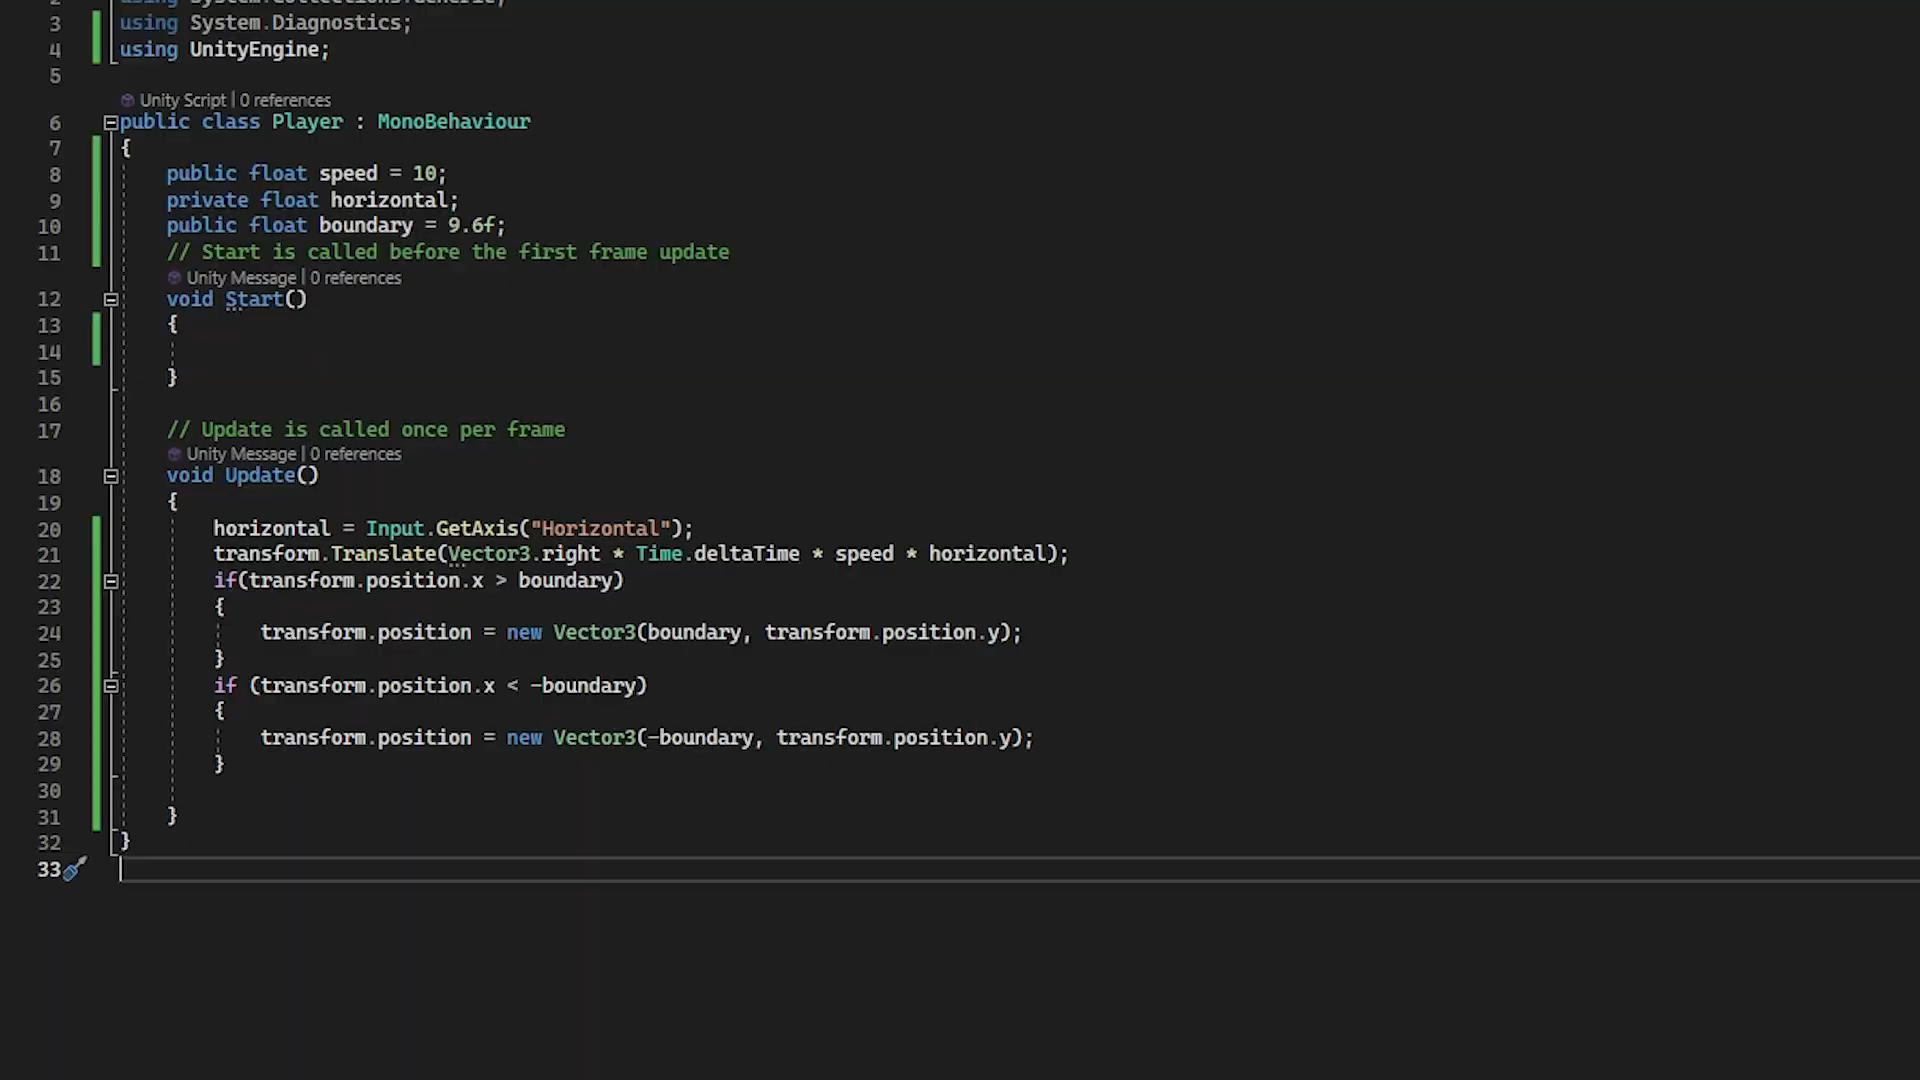 2 using System.Collections.Generic;
3 using System.Diagnostics;
4 using UnityEngine;
5
Unity Script | 0 references
6 public class Player : MonoBehaviour
7 {
8 public float speed = 10;
9 private float horizontal;
10 public float boundary = 9.6f;
11 // Start is called before the first frame update
Unity Message | 0 references
12 void Start()
13 {
14
15 }
16
17 // Update is called once per frame
Unity Message | 0 references
18 void Update()
19 {
20 horizontal = Input.GetAxis("Horizontal");
21 transform.Translate(Vector3.right * Time.deltaTime * speed * horizontal);
22 if(transform.position.x > boundary)
23 {
24 transform.position = new Vector3(boundary, transform.position.y);
25 }
26 if (transform.position.x < -boundary)
27 {
28 transform.position = new Vector3(-boundary, transform.position.y);
29 }
30
31 }
32 }
33